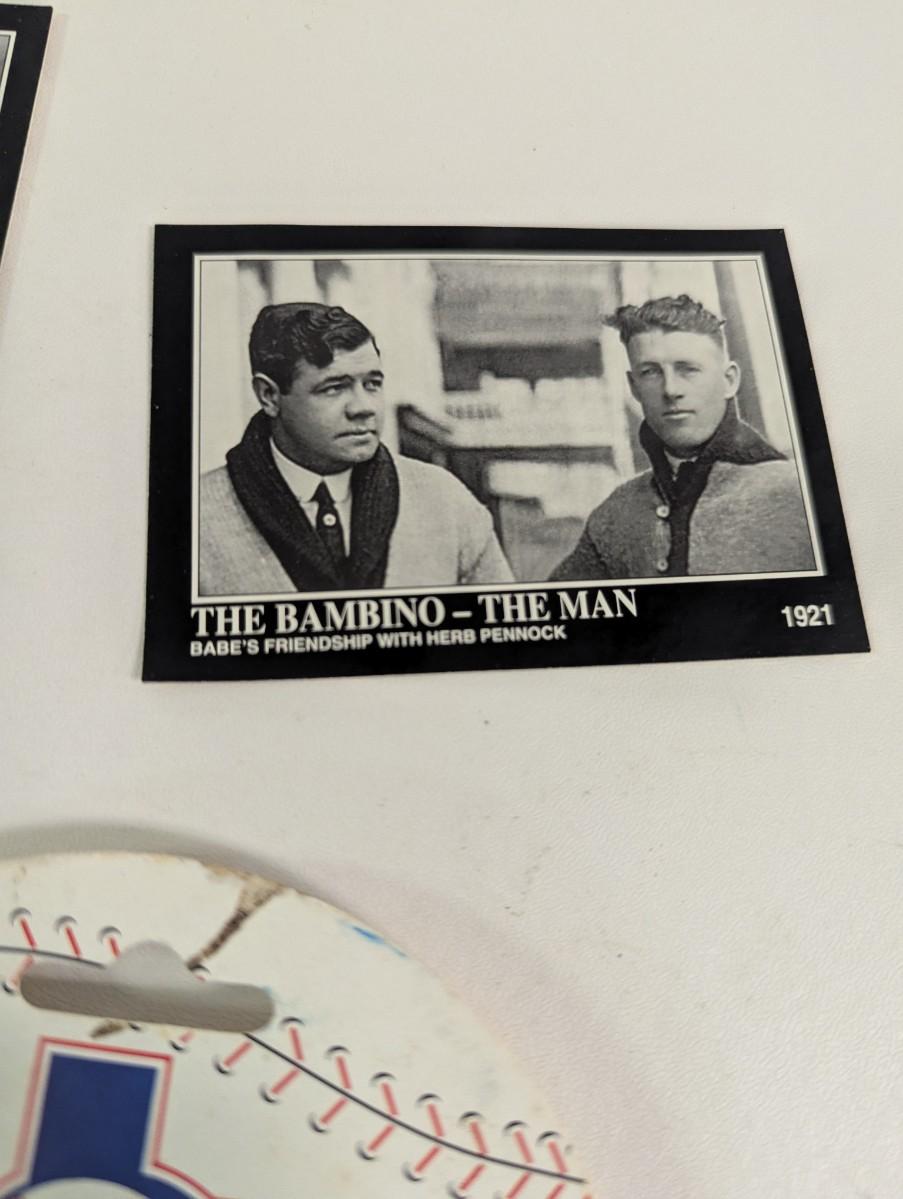 THE BAMBINO – THE MAN
BABE'S FRIENDSHIP WITH HERB PENNOCK
1921